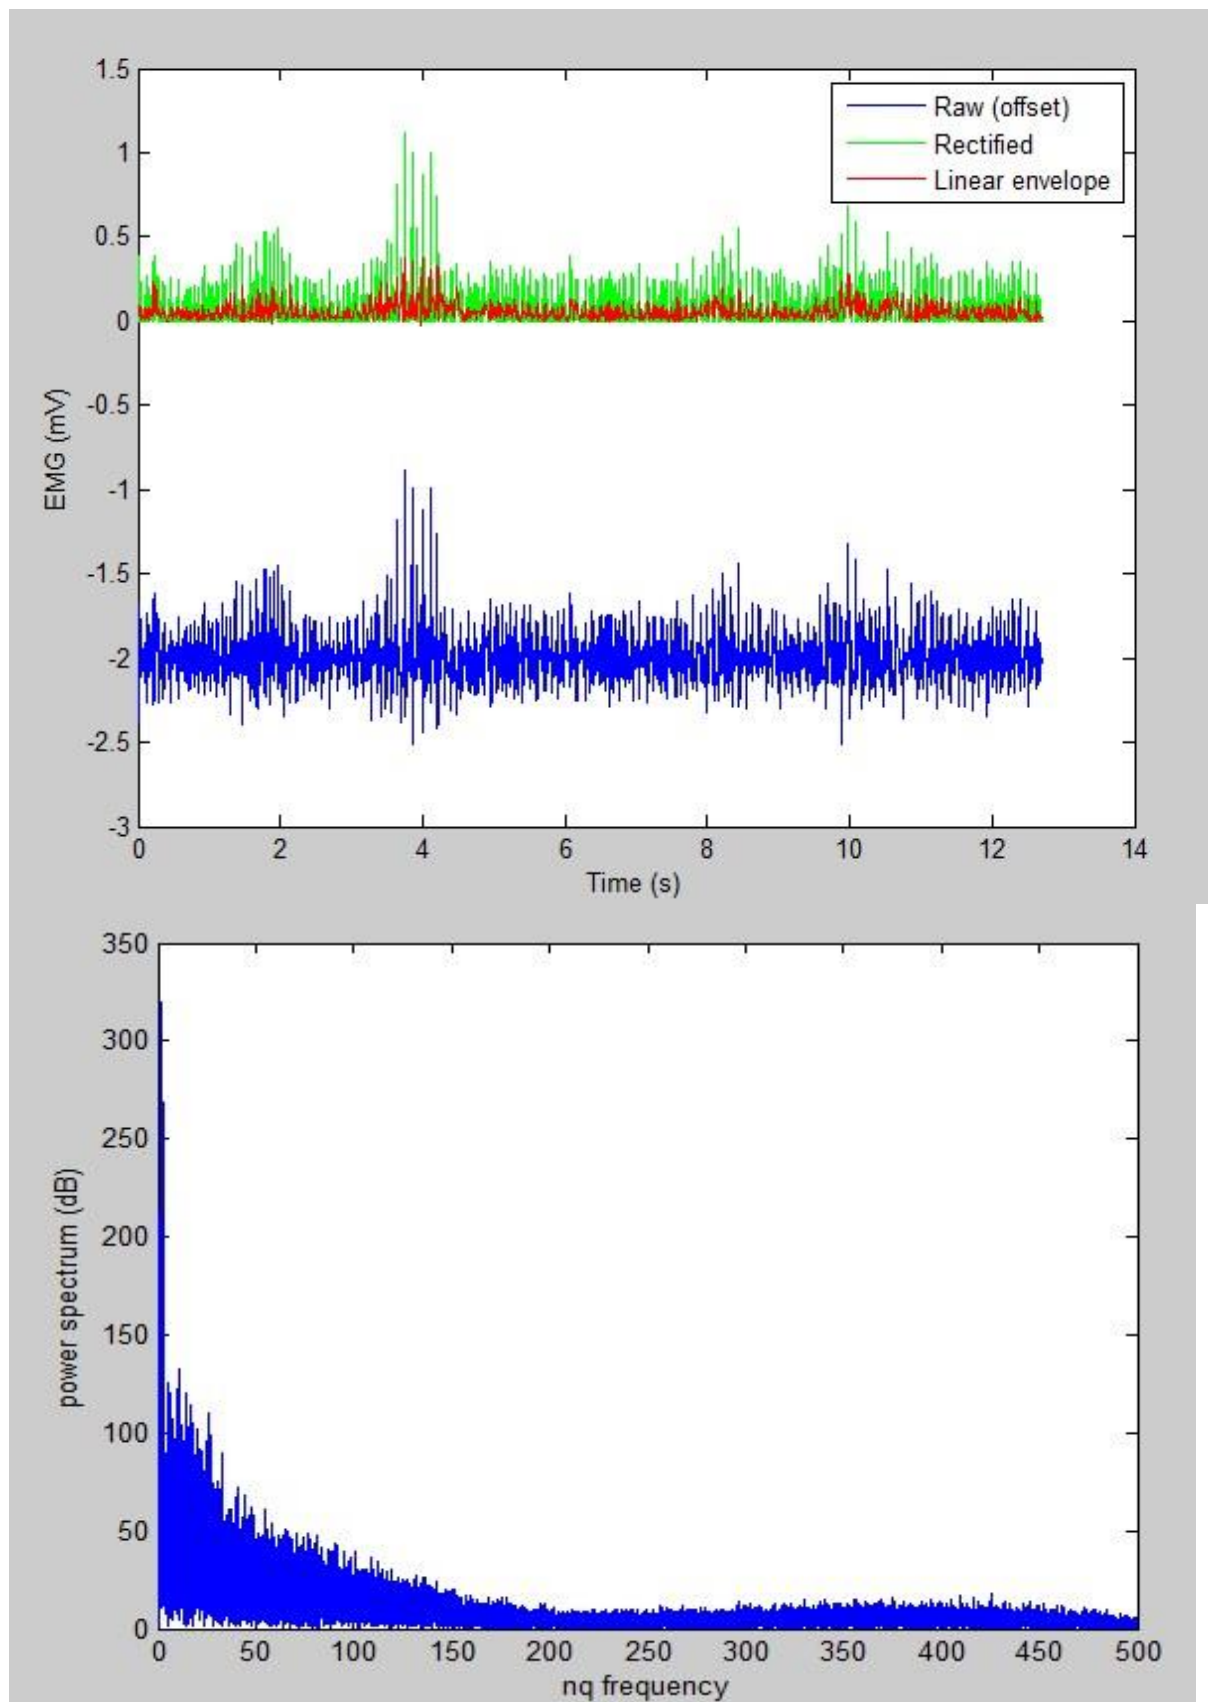 1.5
1
0.5
0
-0.5
-1
-1.5
-2
-2.5
-3
EMG (mV)
Raw (offset)
Rectified
Linear envelope
0 2 4 6 8 10 12 14
Time (s)
350
300
250
200
150
100
50
0
power spectrum (dB)
0 50 100 150 200 250 300 350 400 450 500
nq frequency